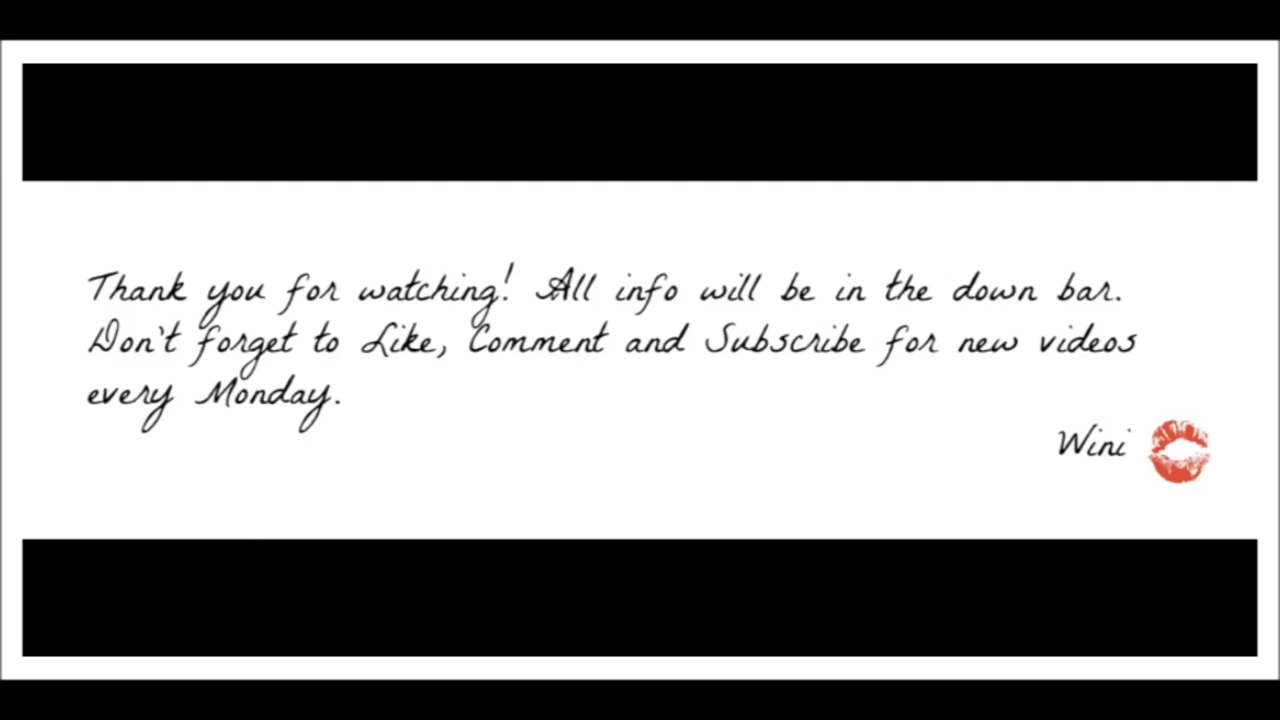 Thank you for watching! All info will be in the down bar.
Don't forget to Like, Comment and Subscribe for new videos
every Monday.
Wini